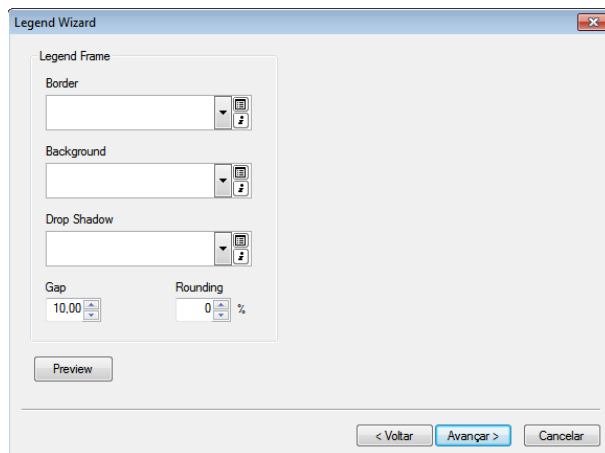 Legend Wizard
Legend Frame
Border
Background
Drop Shadow
Gap Rounding
10,00 0 %
Preview
< Voltar Avançar > Cancelar